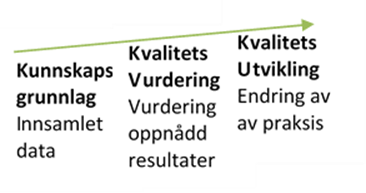 Kunnskaps
grunnlag
Innsamlet
data
Kvalitets
Vurdering
Vurdering
oppnådd
resultater
Kvalitets
Utvikling
Endring av
av praksis